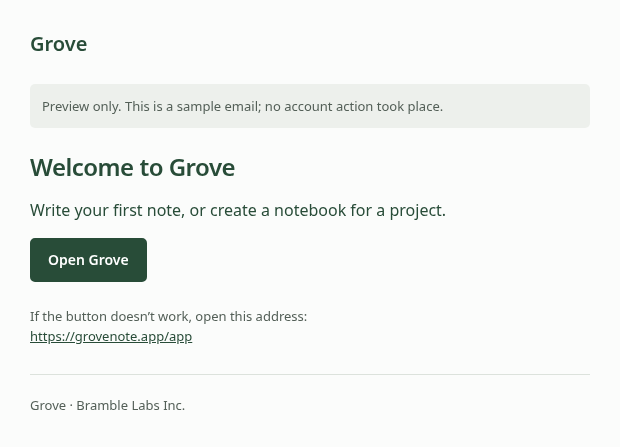 Grove
Preview only. This is a sample email; no account action took place.
Welcome to Grove
Write your first note, or create a notebook for a project.
Open Grove
If the button doesn’t work, open this address:
https://grovenote.app/app
Grove · Bramble Labs Inc.